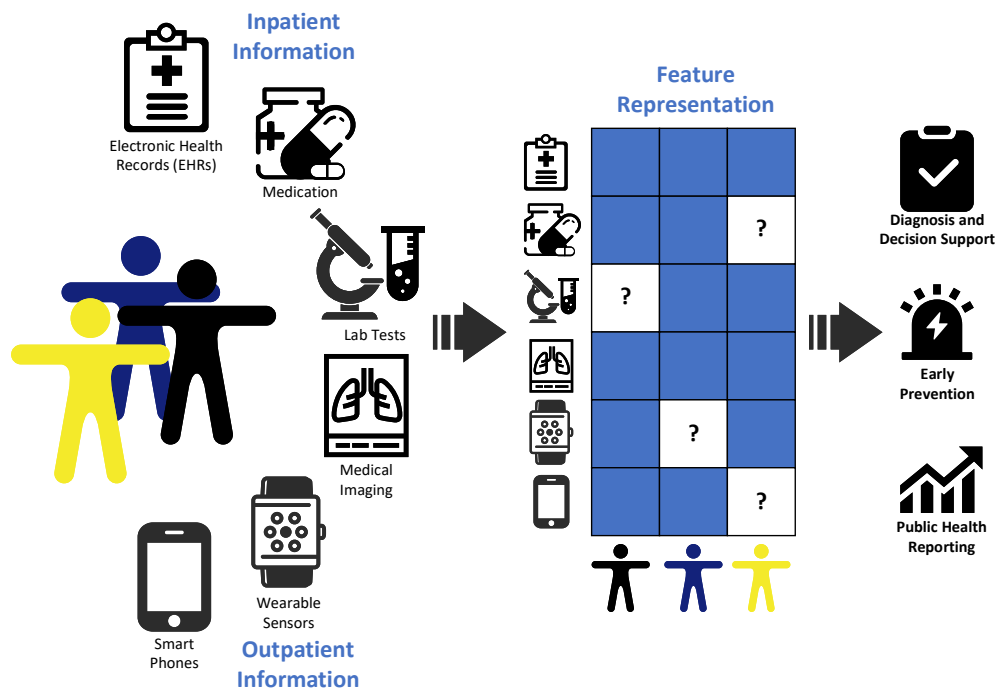 Inpatient
Information
Electronic Health
Records (EHRs)
Medication
Lab Tests
Medical
Imaging
Wearable
Sensors
Smart
Phones
Outpatient
Information
Feature
Representation
?
?
?
?
Diagnosis and
Decision Support
Early
Prevention
Public Health
Reporting